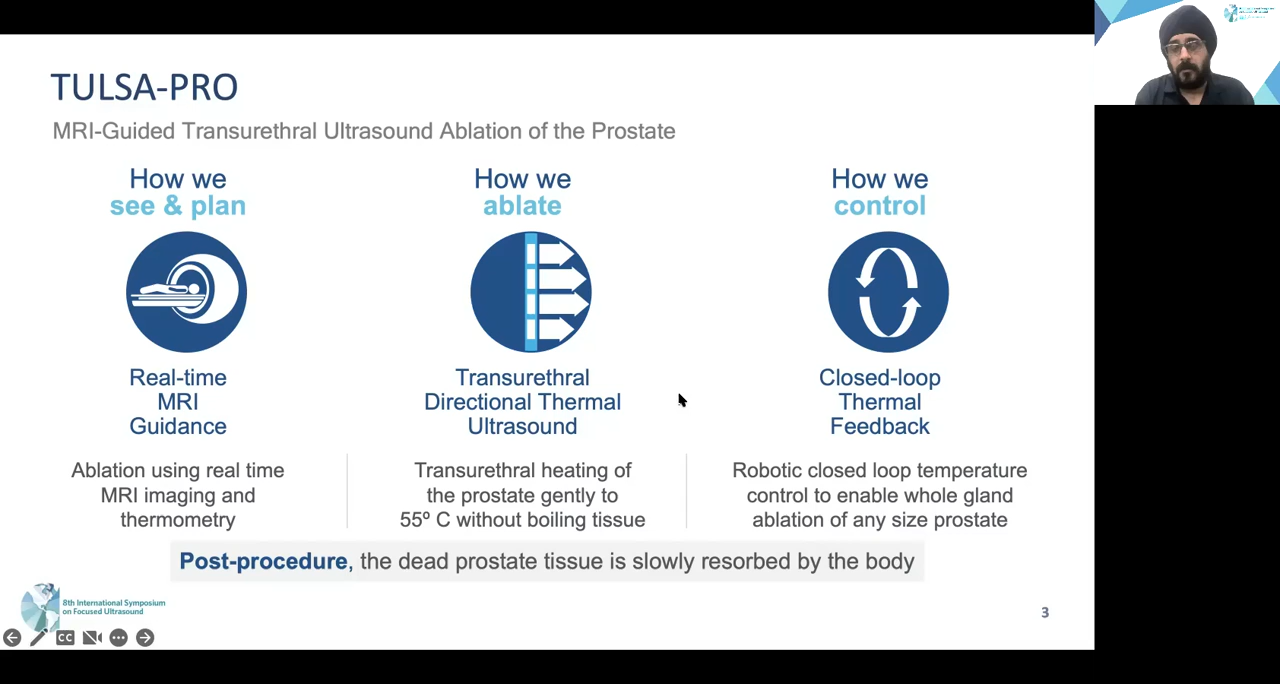 TULSA-PRO
MRI-Guided Transurethral Ultrasound Ablation of the Prostate
How we
see & plan
Real-time
MRI
Guidance
Ablation using real time
MRI imaging and
thermometry
How we
ablate
Transurethral
Directional Thermal
Ultrasound
Transurethral heating of
the prostate gently to
55º C without boiling tissue
How we
control
Closed-loop
Thermal
Feedback
Robotic closed loop temperature
control to enable whole gland
ablation of any size prostate
Post-procedure, the dead prostate tissue is slowly resorbed by the body
8th International Symposium
on Focused Ultrasound
3
CC